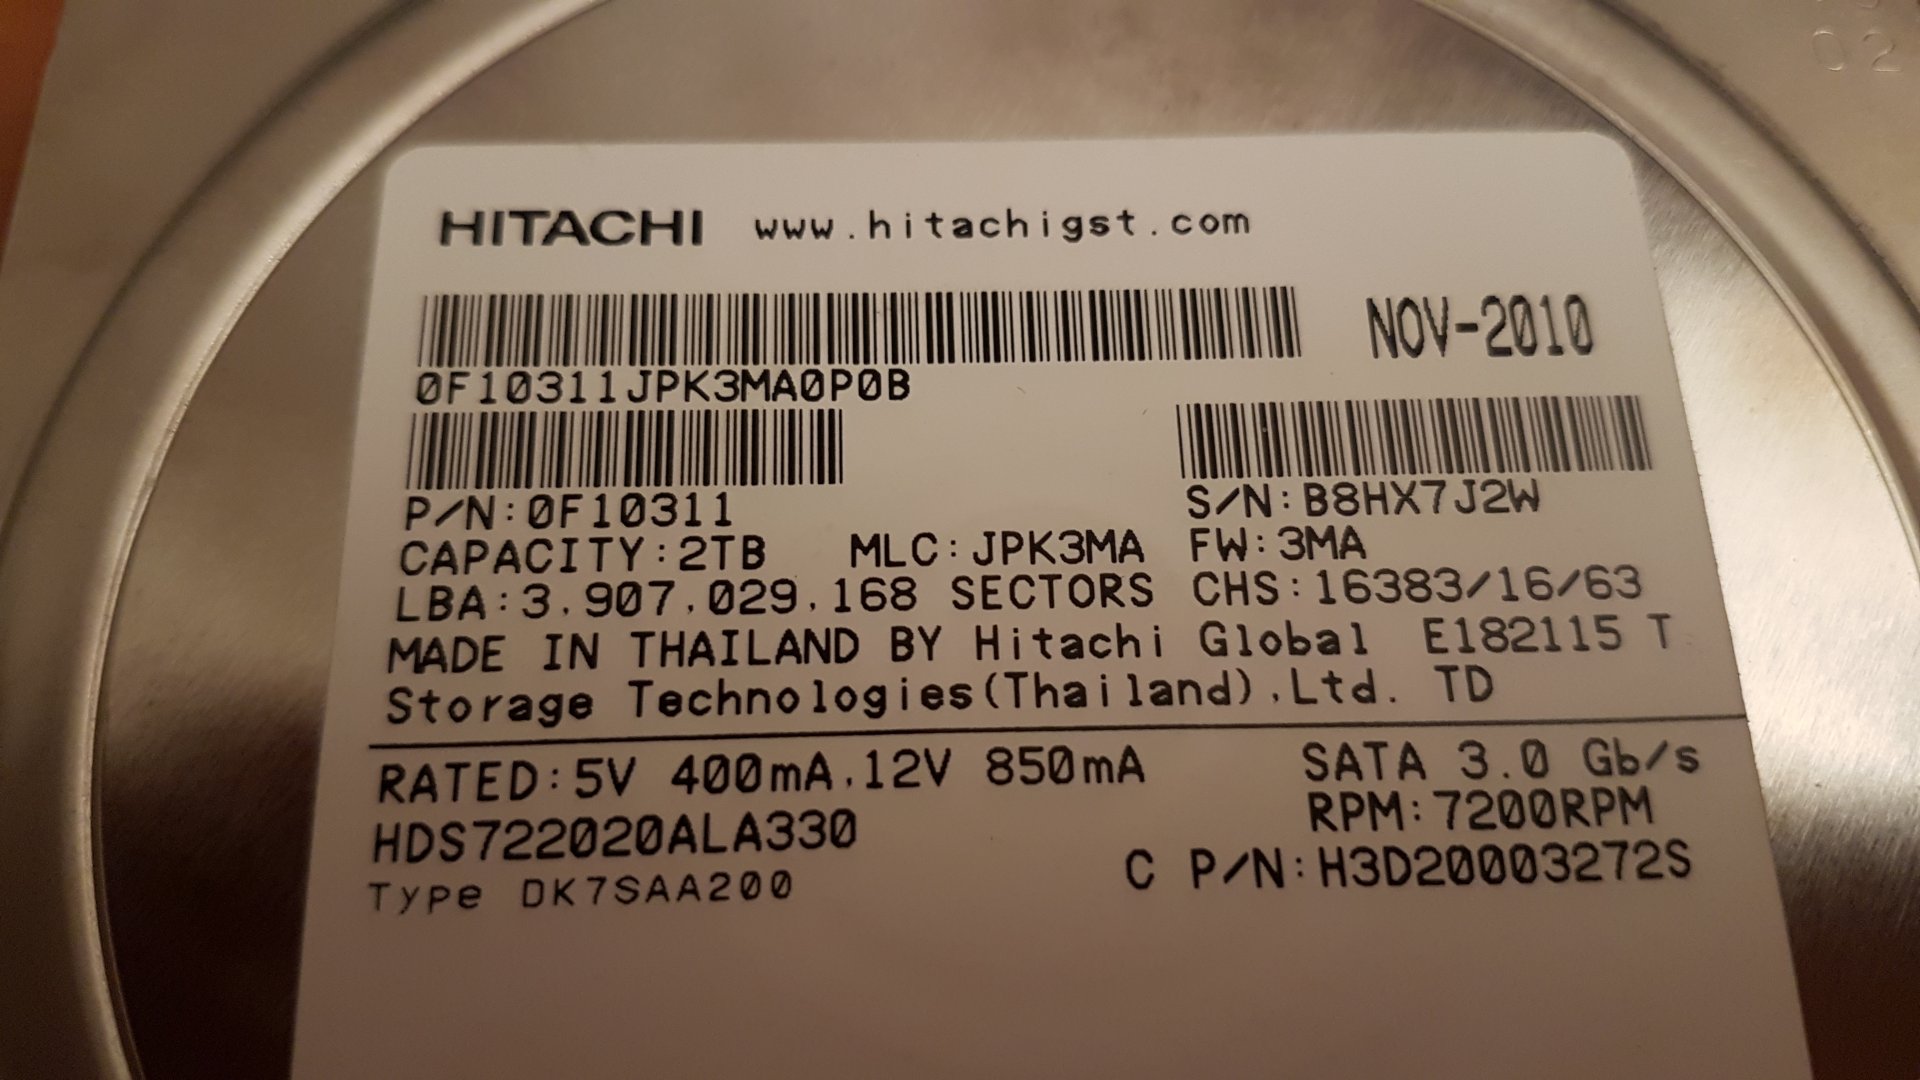 02
HITACHI www.hitachigst.com
NOV-2010
0F10311JPK3MA0P0B
P/N:0F10311 S/N:B8HX7J2W
CAPACITY:2TB MLC:JPK3MA FW:3MA
LBA:3,907,029,168 SECTORS CHS:16383/16/63
MADE IN THAILAND BY Hitachi Global E182115 T
Storage Technologies(Thailand),Ltd. TD
RATED:5V 400mA,12V 850mA SATA 3.0 Gb/s
RPM:7200RPM
HDS722020ALA330
C P/N:H3D20003272S
Type DK7SAA200